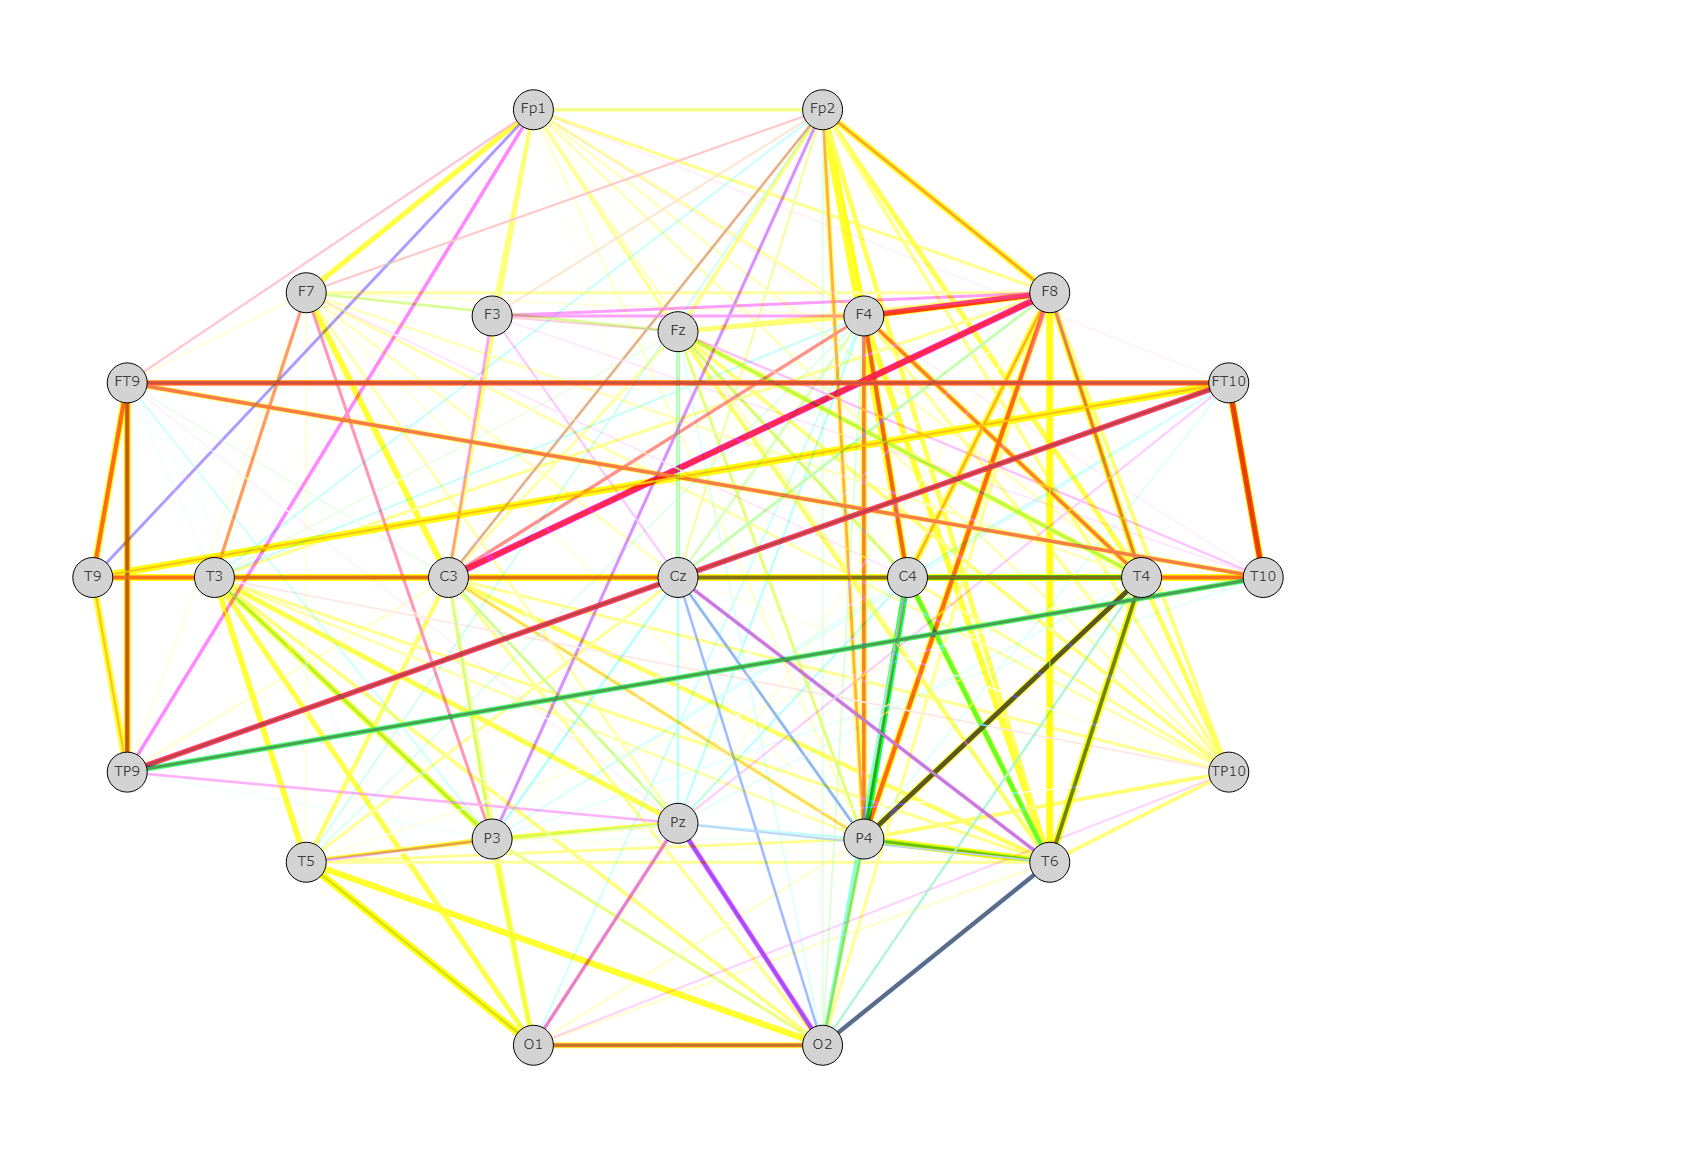 Fp1 Fp2
F7 F3 Fz F4 F8
FT9 FT10
T9 T3 C3 Cz C4 T4 T10
TP9 TP10
T5 P3 Pz P4 T6
O1 O2